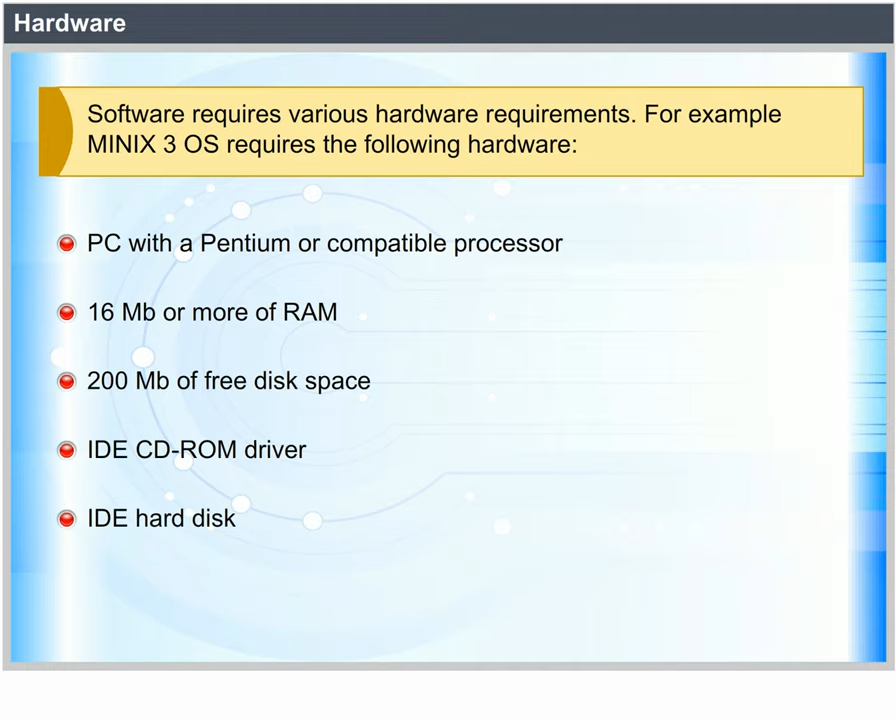 Hardware
Software requires various hardware requirements. For example
MINIX 3 OS requires the following hardware:
PC with a Pentium or compatible processor
16 Mb or more of RAM
200 Mb of free disk space
IDE CD-ROM driver
IDE hard disk